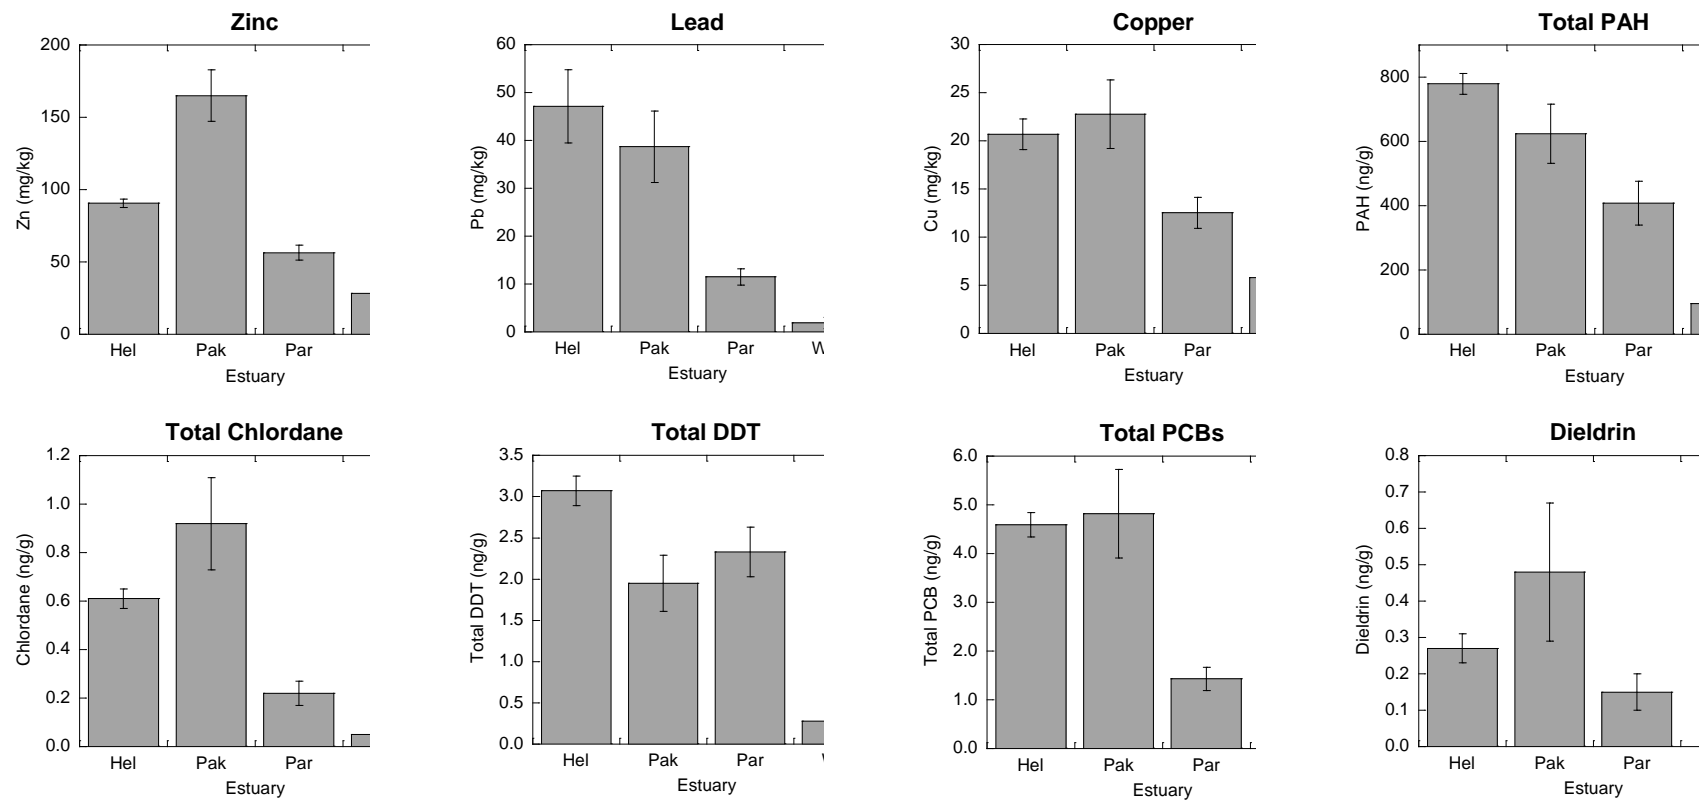 Zinc
200
150
100
50
0
Zn (mg/kg)
Hel Pak Par
Estuary
Lead
60
50
40
30
20
10
0
Pb (mg/kg)
Hel Pak Par W
Estuary
Copper
30
25
20
15
10
5
0
Cu (mg/kg)
Hel Pak Par
Estuary
Total PAH
800
600
400
200
0
PAH (ng/g)
Hel Pak Par
Estuary
Total Chlordane
1.2
1.0
0.8
0.6
0.4
0.2
0.0
Chlordane (ng/g)
Hel Pak Par
Estuary
Total DDT
3.5
3.0
2.5
2.0
1.5
1.0
0.5
0.0
Total DDT (ng/g)
Hel Pak Par
Estuary
Total PCBs
6.0
5.0
4.0
3.0
2.0
1.0
0.0
Total PCB (ng/g)
Hel Pak Par
Estuary
Dieldrin
0.8
0.7
0.6
0.5
0.4
0.3
0.2
0.1
0.0
Dieldrin (ng/g)
Hel Pak Par
Estuary